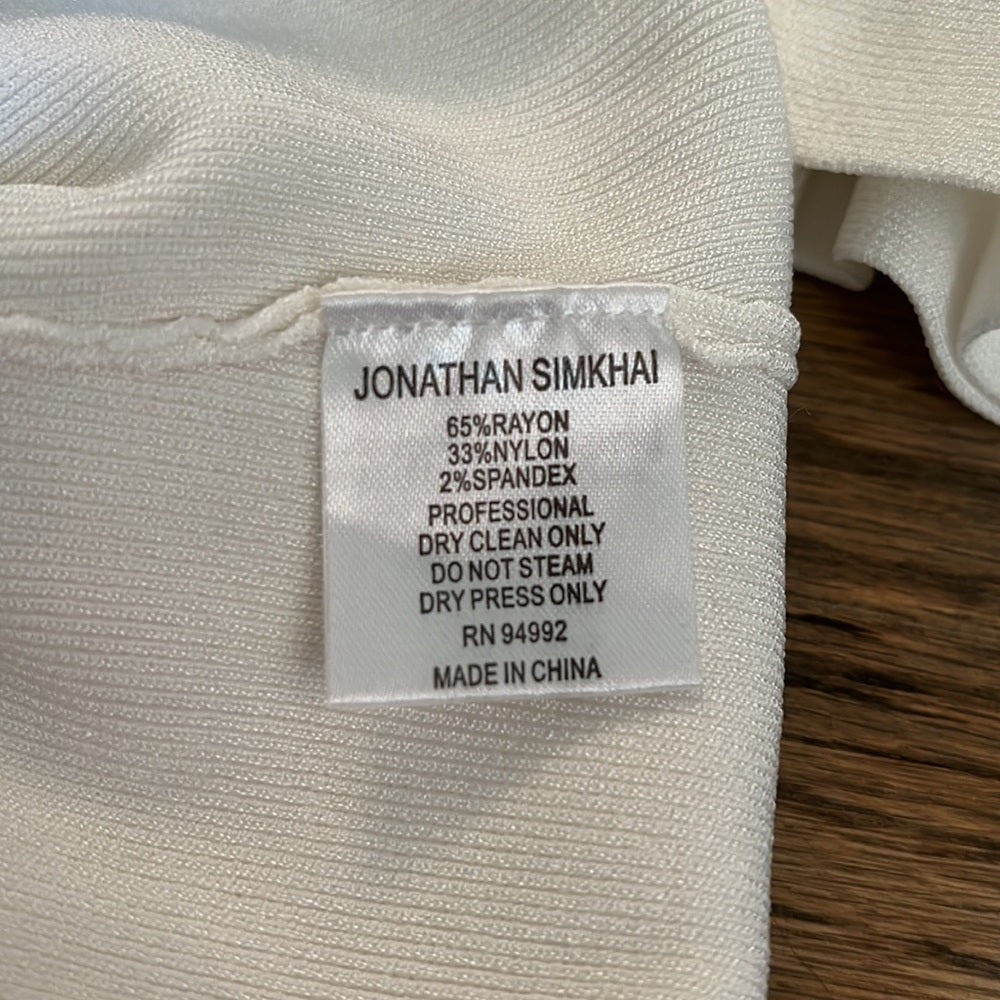 JONATHAN SIMKHAI
65%RAYON
33%NYLON
2%SPANDEX
PROFESSIONAL
DRY CLEAN ONLY
DO NOT STEAM
DRY PRESS ONLY
RN 94992
MADE IN CHINA